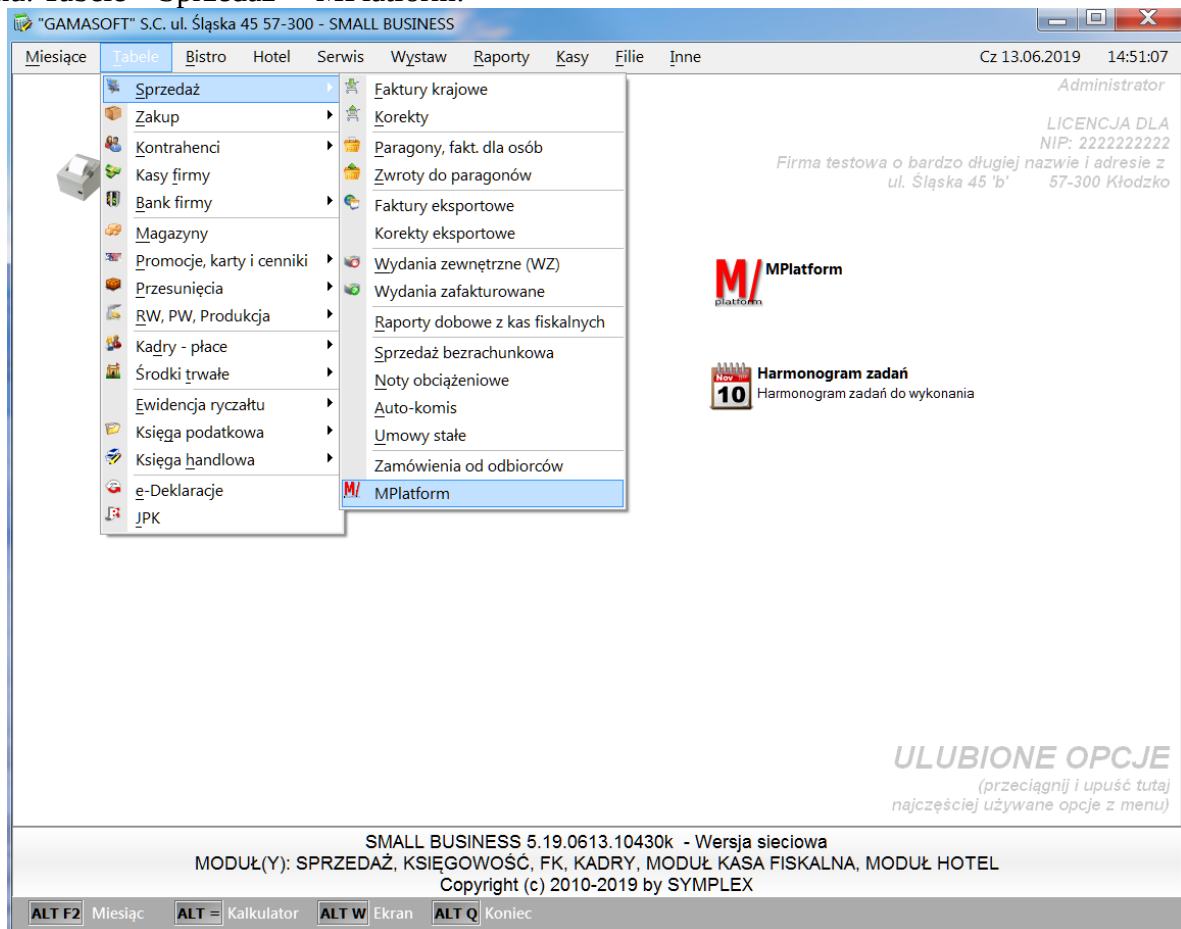 "GAMASOFT" S.C. ul. Śląska 45 57-300 - SMALL BUSINESS
Miesiące Tabele Bistro Hotel Serwis Wystaw Raporty Kasy Filie Inne Cz 13.06.2019 14:51:07
Administrator
LICENCJA DLA
NIP: 2222222222
Firma testowa o bardzo długiej nazwie i adresie z
ul. Śląska 45 'b' 57-300 Kłodzko
Sprzedaż
Zakup
Kontrahenci
Kasy firmy
Bank firmy
Magazyny
Promocje, karty i cenniki
Przesunięcia
RW, PW, Produkcja
Kadry - płace
Środki trwałe
Ewidencja ryczałtu
Księga podatkowa
Księga handlowa
e-Deklaracje
JPK
Faktury krajowe
Korekty
Paragony, fakt. dla osób
Zwroty do paragonów
Faktury eksportowe
Korekty eksportowe
Wydania zewnętrzne (WZ)
Wydania zafakturowane
Raporty dobowe z kas fiskalnych
Sprzedaż bezrachunkowa
Noty obciążeniowe
Auto-komis
Umowy stałe
Zamówienia od odbiorców
M/ MPlatform
M/ MPlatform
platform
Nov
10
Harmonogram zadań
Harmonogram zadań do wykonania
ULUBIONE OPCJE
(przeciągnij i upuść tutaj
najczęściej używane opcje z menu)
SMALL BUSINESS 5.19.0613.10430k - Wersja sieciowa
MODUŁ(Y): SPRZEDAŻ, KSIĘGOWOŚĆ, FK, KADRY, MODUŁ KASA FISKALNA, MODUŁ HOTEL
Copyright (c) 2010-2019 by SYMPLEX
ALT F2 Miesiąc ALT = Kalkulator ALT W Ekran ALT Q Koniec